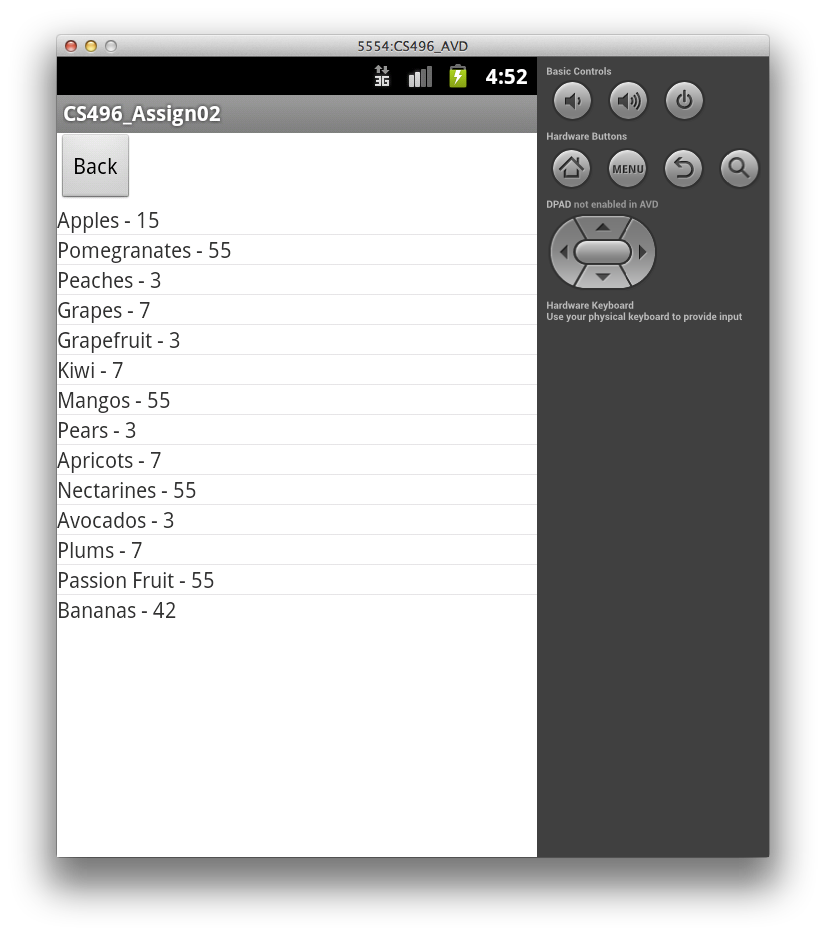 5554:CS496_AVD
3G 4:52
CS496_Assign02
Back
Apples - 15
Pomegranates - 55
Peaches - 3
Grapes - 7
Grapefruit - 3
Kiwi - 7
Mangos - 55
Pears - 3
Apricots - 7
Nectarines - 55
Avocados - 3
Plums - 7
Passion Fruit - 55
Bananas - 42
Basic Controls
Hardware Buttons
MENU
DPAD not enabled in AVD
Hardware Keyboard
Use your physical keyboard to provide input